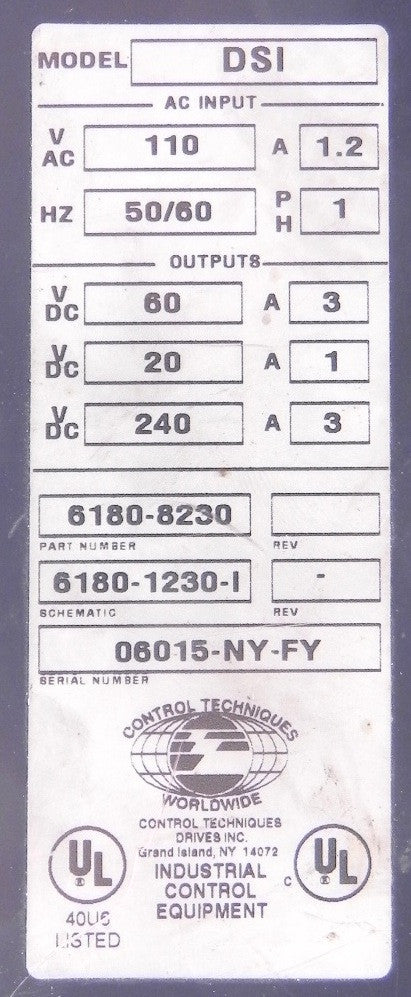 MODEL DSI
AC INPUT
V AC 110 A 1.2
HZ 50/60 PH 1
OUTPUTS
V DC 60 A 3
V DC 20 A 1
V DC 240 A 3
6180-8230
PART NUMBER REV
6180-1230-I -
SCHEMATIC REV
06015-NY-FY
SERIAL NUMBER
CONTROL TECHNIQUES
WORLDWIDE
CONTROL TECHNIQUES
DRIVES INC.
Grand Island, NY 14072
UL ® INDUSTRIAL C UL ®
CONTROL
EQUIPMENT
40U6
LISTED